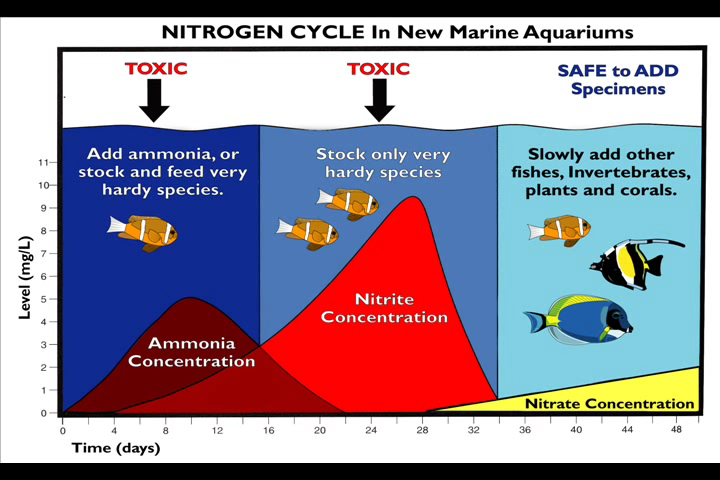 NITROGEN CYCLE In New Marine Aquariums
TOXIC
TOXIC
SAFE to ADD
Specimens
Add ammonia, or
stock and feed very
hardy species.
Stock only very
hardy species
Slowly add other
fishes, Invertebrates,
plants and corals.
Level (mg/L)
11
10
9
8
7
6
5
4
3
2
1
0
Ammonia
Concentration
Nitrite
Concentration
Nitrate Concentration
0 4 8 12 16 20 24 28 32 36 40 44 48
Time (days)